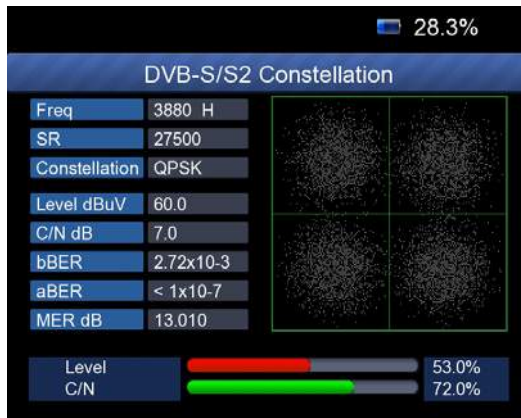 28.3%
DVB-S/S2 Constellation
Freq 3880 H
SR 27500
Constellation QPSK
Level dBuV 60.0
C/N dB 7.0
bBER 2.72x10-3
aBER < 1x10-7
MER dB 13.010
Level 53.0%
C/N 72.0%